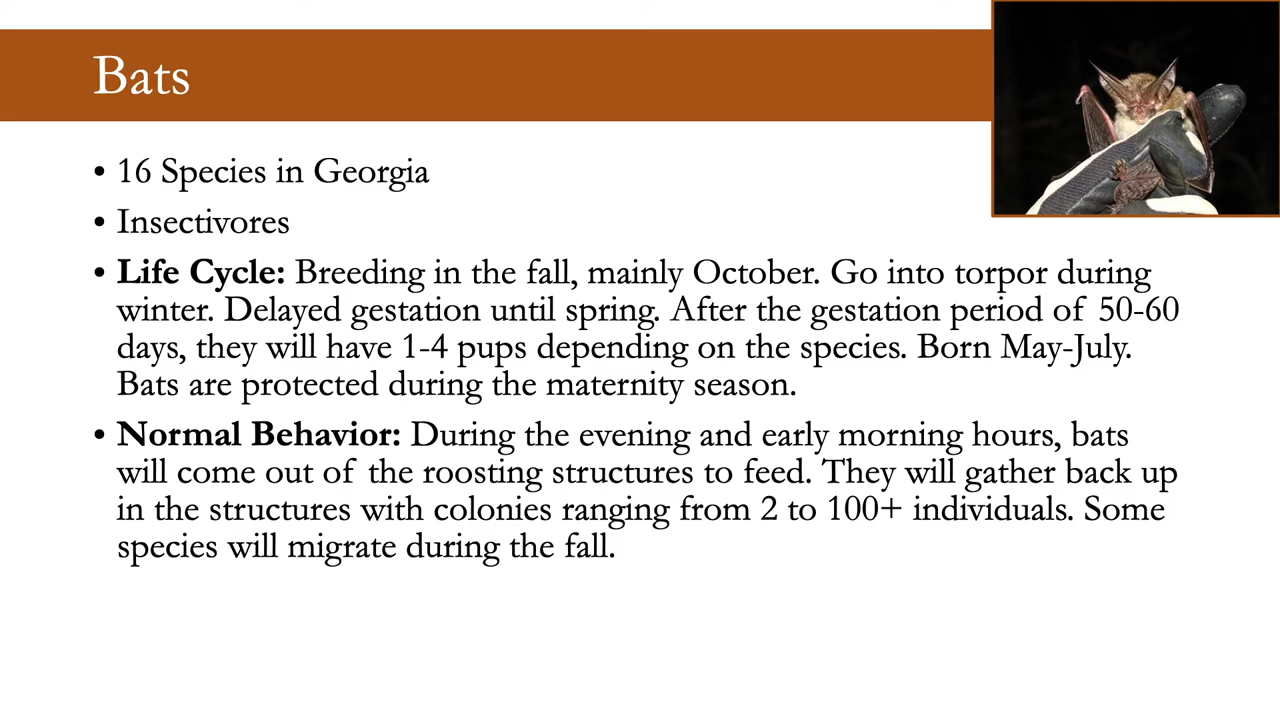 Bats
• 16 Species in Georgia
• Insectivores
• Life Cycle: Breeding in the fall, mainly October. Go into torpor during
winter. Delayed gestation until spring. After the gestation period of 50-60
days, they will have 1-4 pups depending on the species. Born May-July.
Bats are protected during the maternity season.
• Normal Behavior: During the evening and early morning hours, bats
will come out of the roosting structures to feed. They will gather back up
in the structures with colonies ranging from 2 to 100+ individuals. Some
species will migrate during the fall.